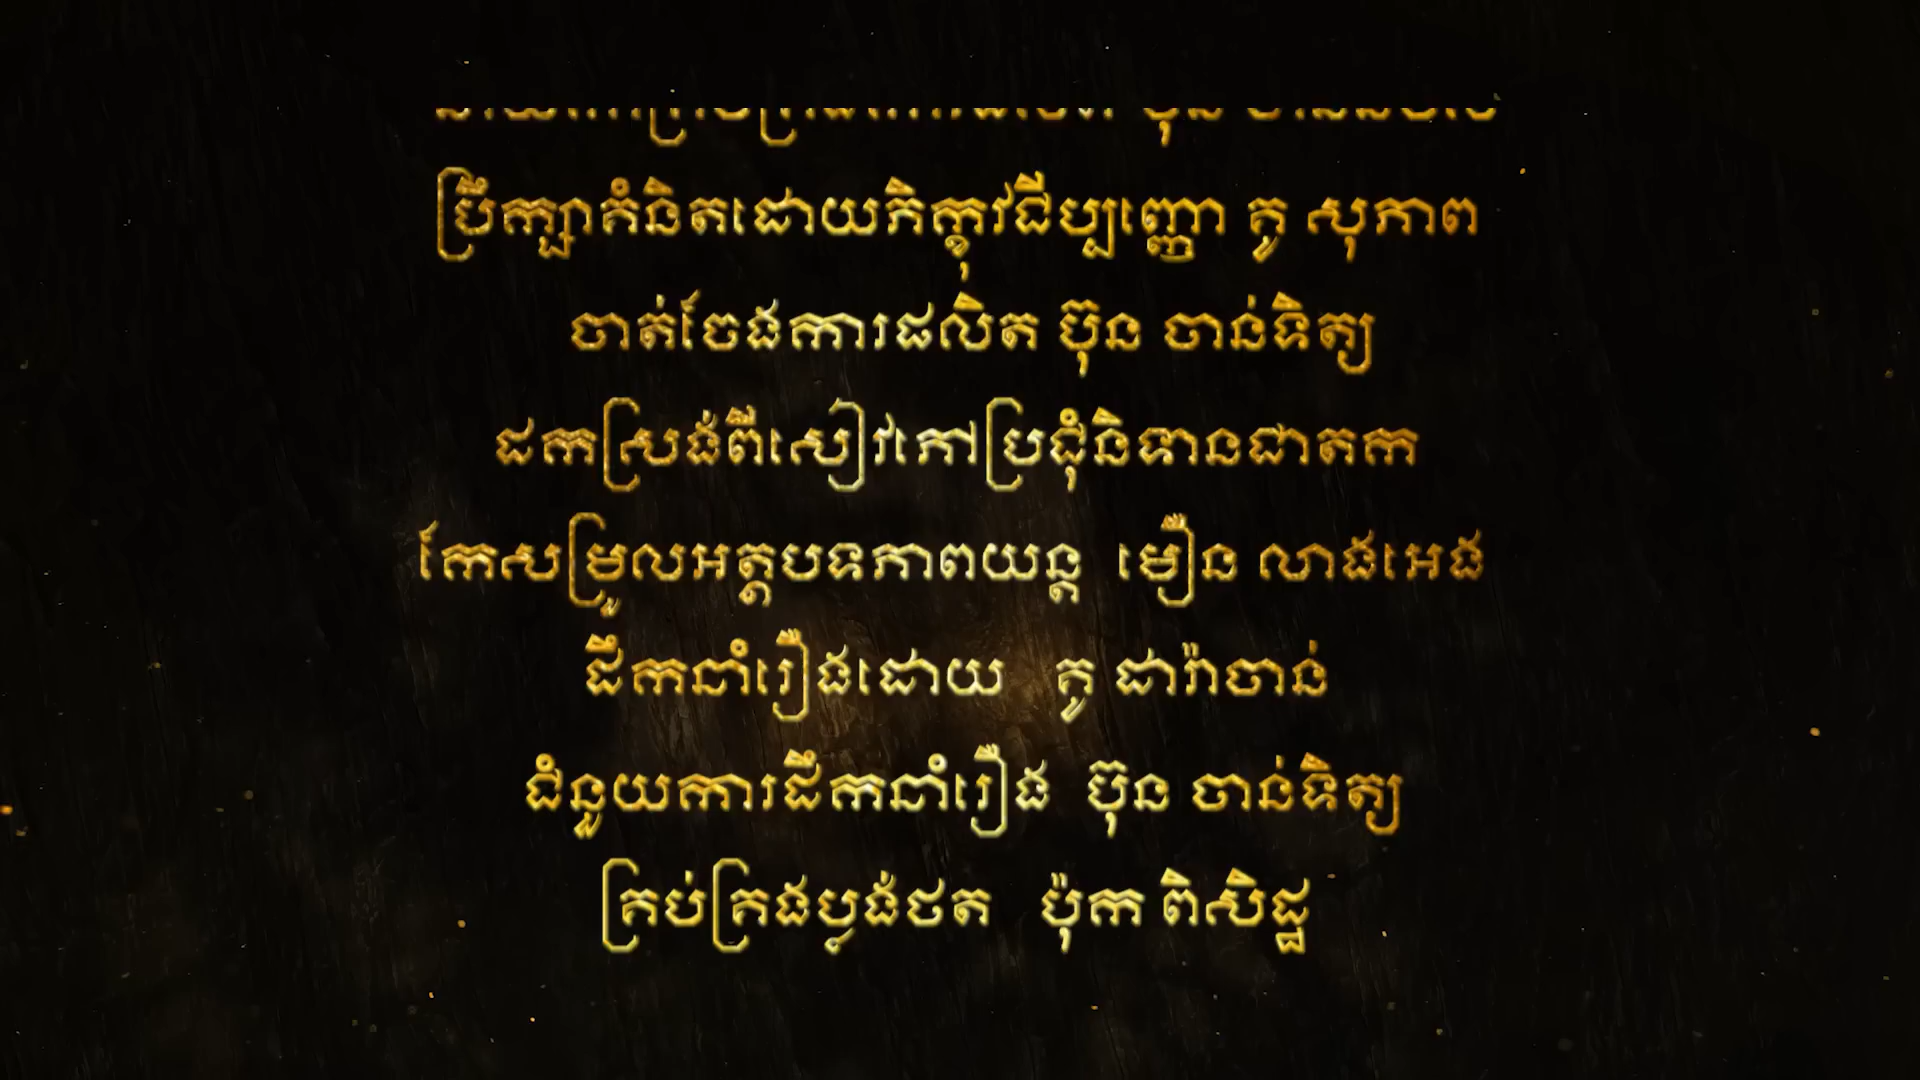 ប្រឹក្សាគំនិតដោយភិក្ខុវជីប្បញ្ញោ គូ សុភាព
ចាត់ចែងការផលិត ប៊ុន ចាន់ទិត្យ
ដកស្រង់ពីសៀវភៅប្រជុំនិទានជាតក
កែសម្រួលអត្តបទភាពយន្ត មឿន លាងអេង
ដឹកនាំរឿងដោយ គូ ដារ៉ាចាន់
ជំនួយការដឹកនាំរឿង ប៊ុន ចាន់ទិត្យ
គ្រប់គ្រងប្លង់ថត ប៉ុក ពិសិដ្ឋ